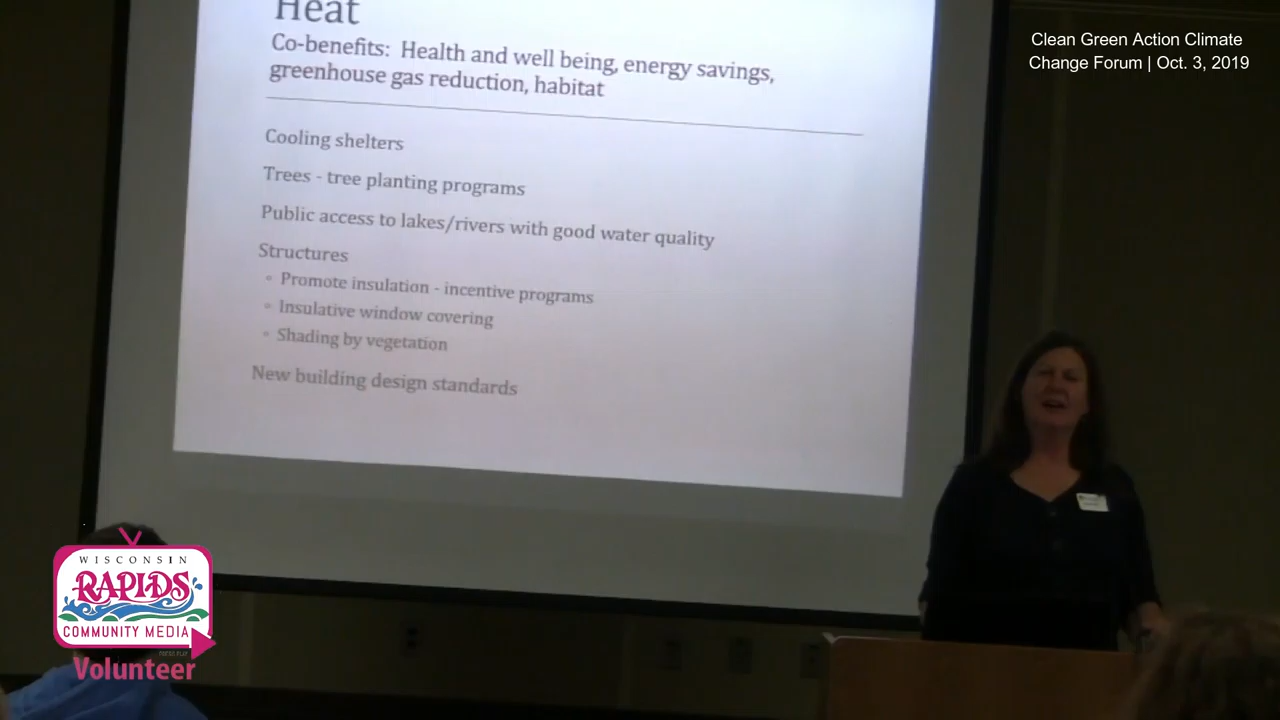 Heat
Co-benefits: Health and well being, energy savings,
greenhouse gas reduction, habitat
Cooling shelters
Trees - tree planting programs
Public access to lakes/rivers with good water quality
Structures
Promote insulation - incentive programs
Insulative window covering
Shading by vegetation
New building design standards
Clean Green Action Climate
Change Forum | Oct. 3, 2019
WISCONSIN
RAPIDS
COMMUNITY MEDIA
Volunteer